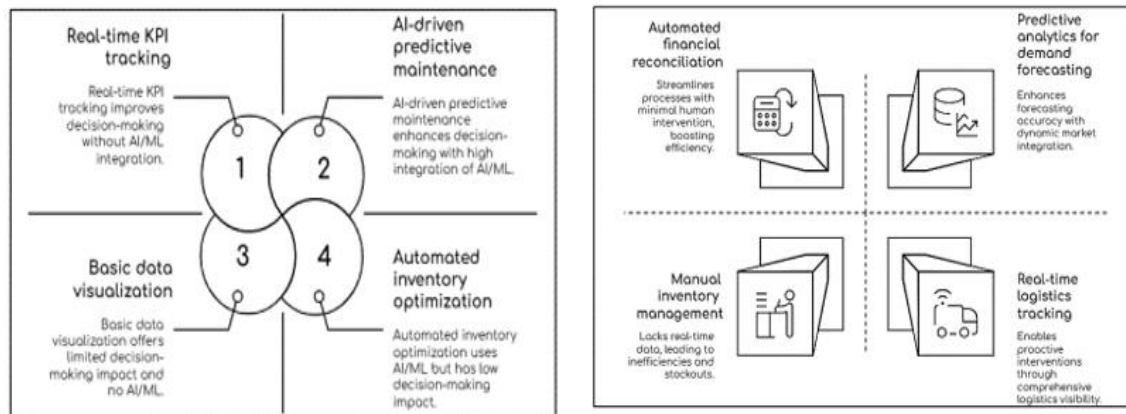 Real-time KPI
tracking
Real-time KPI
tracking improves
decision-making
without AI/ML
integration.
AI-driven
predictive
maintenance
AI-driven predictive
maintenance
enhances decision-
making with high
integration of AI/ML.
1
2
3
4
Basic data
visualization
Basic data
visualization offers
limited decision-
making impact and
no AI/ML.
Automated
inventory
optimization
Automated inventory
optimization uses
AI/ML but has low
decision-making
impact.
Automated
financial
reconciliation
Streamlines
processes with
minimal human
intervention,
boosting
efficiency.
Predictive
analytics for
demand
forecasting
Enhances
forecasting
accuracy with
dynamic market
integration.
Manual
inventory
management
Lacks real-time
data, leading to
inefficiencies and
stockouts.
Real-time
logistics
tracking
Enables
proactive
interventions
through
comprehensive
logistics visibility.